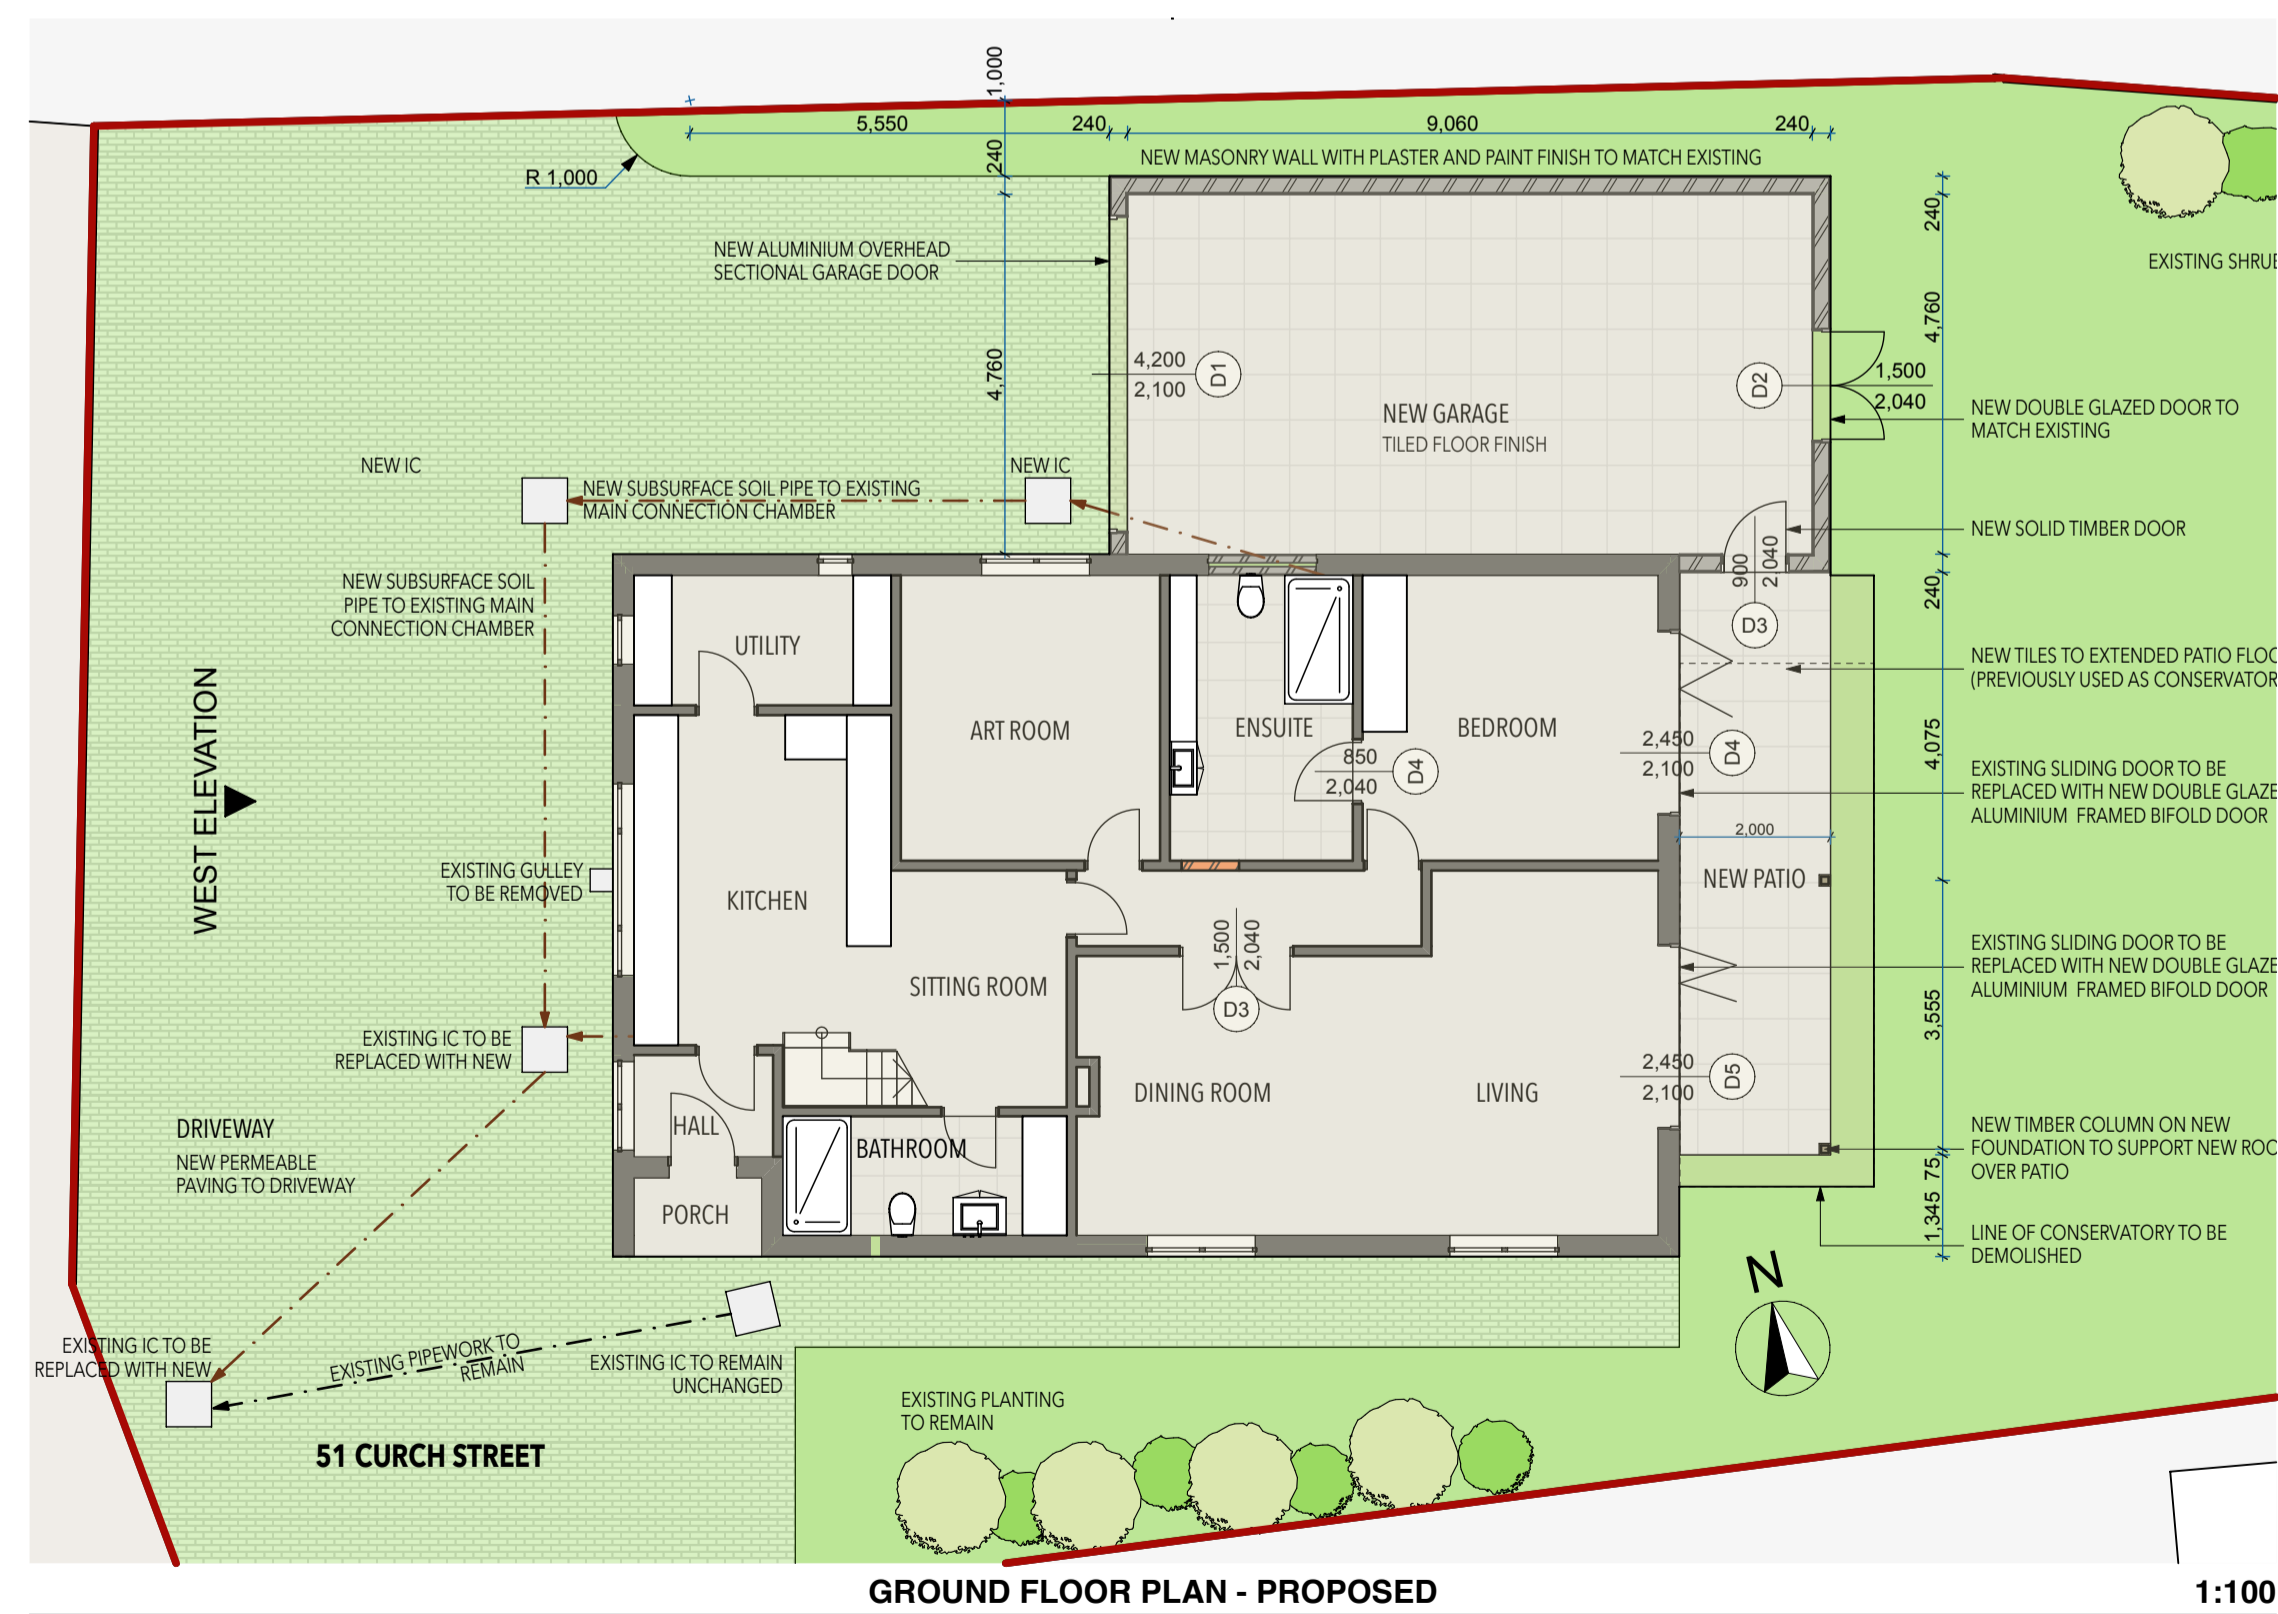 1,000
5,550
240
9,060
240
240
NEW MASONRY WALL WITH PLASTER AND PAINT FINISH TO MATCH EXISTING
R 1,000
240
NEW ALUMINIUM OVERHEAD
SECTIONAL GARAGE DOOR
EXISTING SHRUB
4,760
4,760
4,200
2,100
D1
D2
1,500
2,040
NEW DOUBLE GLAZED DOOR TO
MATCH EXISTING
NEW GARAGE
TILED FLOOR FINISH
NEW IC
NEW IC
NEW SUBSURFACE SOIL PIPE TO EXISTING
MAIN CONNECTION CHAMBER
NEW SOLID TIMBER DOOR
900
2,040
D3
240
NEW SUBSURFACE SOIL
PIPE TO EXISTING MAIN
CONNECTION CHAMBER
UTILITY
NEW TILES TO EXTENDED PATIO FLOO
(PREVIOUSLY USED AS CONSERVATOR
WEST ELEVATION
ART ROOM
ENSUITE
BEDROOM
850
2,040
D4
2,450
2,100
D4
4,075
EXISTING SLIDING DOOR TO BE
REPLACED WITH NEW DOUBLE GLAZE
ALUMINIUM FRAMED BIFOLD DOOR
2,000
EXISTING GULLEY
TO BE REMOVED
KITCHEN
NEW PATIO
1,500
2,040
D3
SITTING ROOM
EXISTING SLIDING DOOR TO BE
REPLACED WITH NEW DOUBLE GLAZE
ALUMINIUM FRAMED BIFOLD DOOR
3,555
EXISTING IC TO BE
REPLACED WITH NEW
DINING ROOM
LIVING
2,450
2,100
D5
HALL
BATHROOM
DRIVEWAY
NEW PERMEABLE
PAVING TO DRIVEWAY
NEW TIMBER COLUMN ON NEW
FOUNDATION TO SUPPORT NEW ROO
OVER PATIO
75
1,345
PORCH
LINE OF CONSERVATORY TO BE
DEMOLISHED
N
EXISTING IC TO BE
REPLACED WITH NEW
EXISTING PIPEWORK TO
REMAIN
EXISTING IC TO REMAIN
UNCHANGED
EXISTING PLANTING
TO REMAIN
51 CURCH STREET
GROUND FLOOR PLAN - PROPOSED
1:100